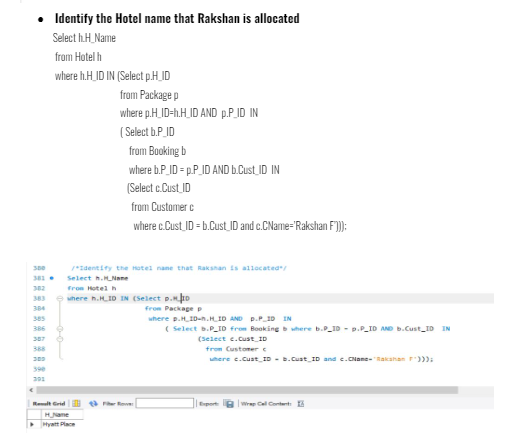 • Identify the Hotel name that Rakshan is allocated
Select h.H_Name
from Hotel h
where h.H_ID IN (Select p.H_ID
from Package p
where p.H_ID=h.H_ID AND p.P_ID IN
( Select b.P_ID
from Booking b
where b.P_ID = p.P_ID AND b.Cust_ID IN
(Select c.Cust_ID
from Customer c
where c.Cust_ID = b.Cust_ID and c.CName='Rakshan F')));
380 /*Identify the Hotel name that Rakshan is allocated*/
381 Select h.H_Name
382 from Hotel h
383 where h.H_ID IN (Select p.H_ID
384 from Package p
385 where p.H_ID=h.H_ID AND p.P_ID IN
386 ( Select b.P_ID from Booking b where b.P_ID = p.P_ID AND b.Cust_ID IN
387 (Select c.Cust_ID
388 from Customer c
389 where c.Cust_ID = b.Cust_ID and c.CName='Rakshan F')));
390
391
Result Grid Filter Rows: Export: Wrap Cell Content:
H_Name
Hyatt Place